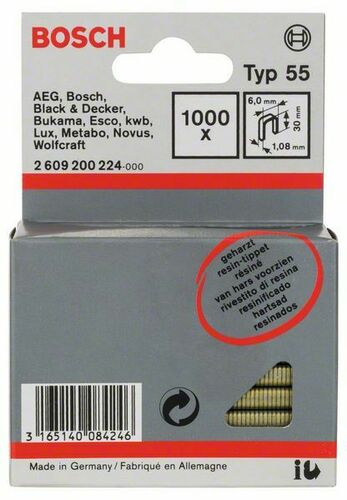 BOSCH
BOSCH
Typ 55
AEG, Bosch,
Black & Decker,
Bukama, Esco, kwb,
Lux, Metabo, Novus,
Wolfcraft
2 609 200 224-000
1000
x
6,0 mm
30 mm
1,08 mm
geharzt
resin-tippet
résiné
van hars voorzien
rivestito di resina
resinificado
hartsad
resinados
3 165140 084246
Made in Germany / Fabriqué en Allemagne